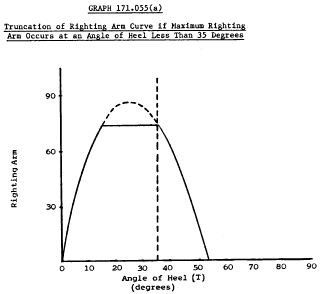 GRAPH 171.055(a)
Truncation of Righting Arm Curve if Maximum Righting
Arm Occurs at an Angle of Heel Less Than 35 Degrees
90
60
30
Righting Arm
0 10 20 30 40 50 60 70 80 90
Angle of Heel (T)
(degrees)